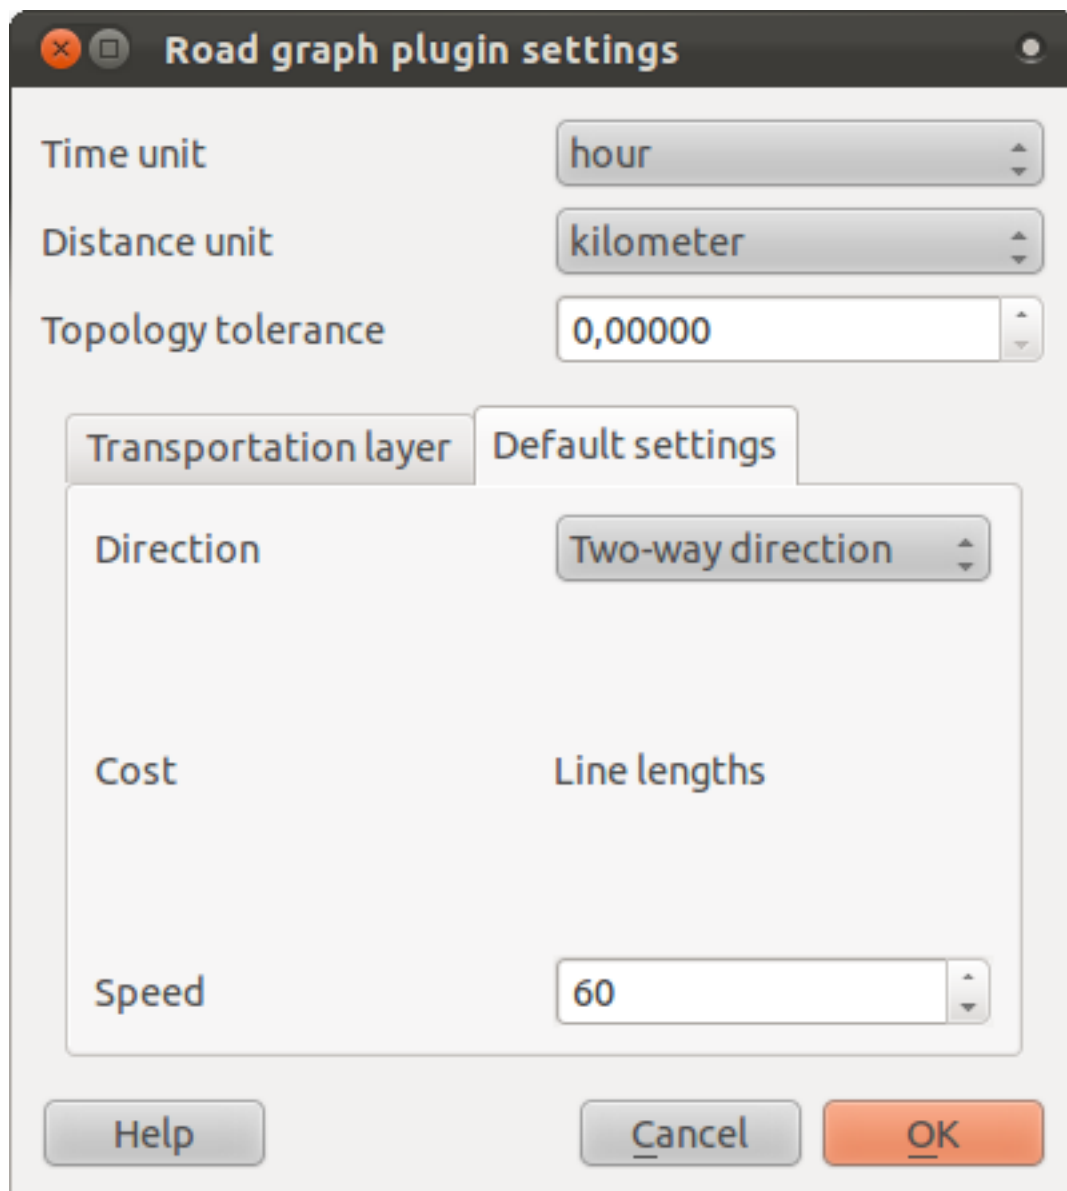 Road graph plugin settings
Time unit hour
Distance unit kilometer
Topology tolerance 0,00000
Transportation layer Default settings
Direction Two-way direction
Cost Line lengths
Speed 60
Help Cancel OK